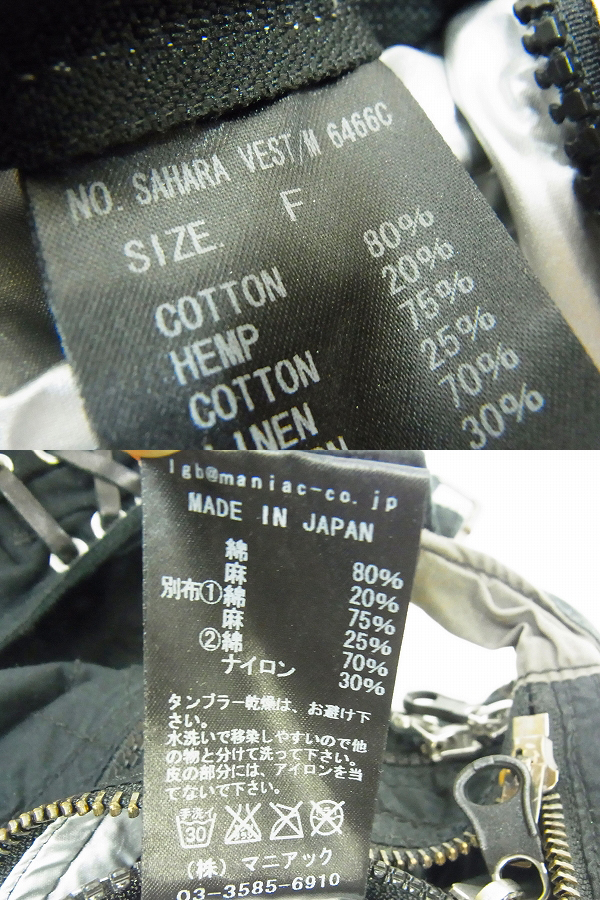 NO. SAHARA VEST/M 6466C
SIZE. F
COTTON 80%
HEMP 20%
COTTON 75%
LINEN 25%
70%
30%
lgb@maniac-co.jp
MADE IN JAPAN
綿 80%
麻 20%
別布①綿 75%
麻 25%
②綿 70%
ナイロン 30%
タンブラー乾燥は、お避け下
さい。
水洗いで移染しやすいので他
の物と分けて洗って下さい。
皮の部分には、アイロンを当
てないで下さい。
手洗イ 30
(株) マニアック
03-3585-6910